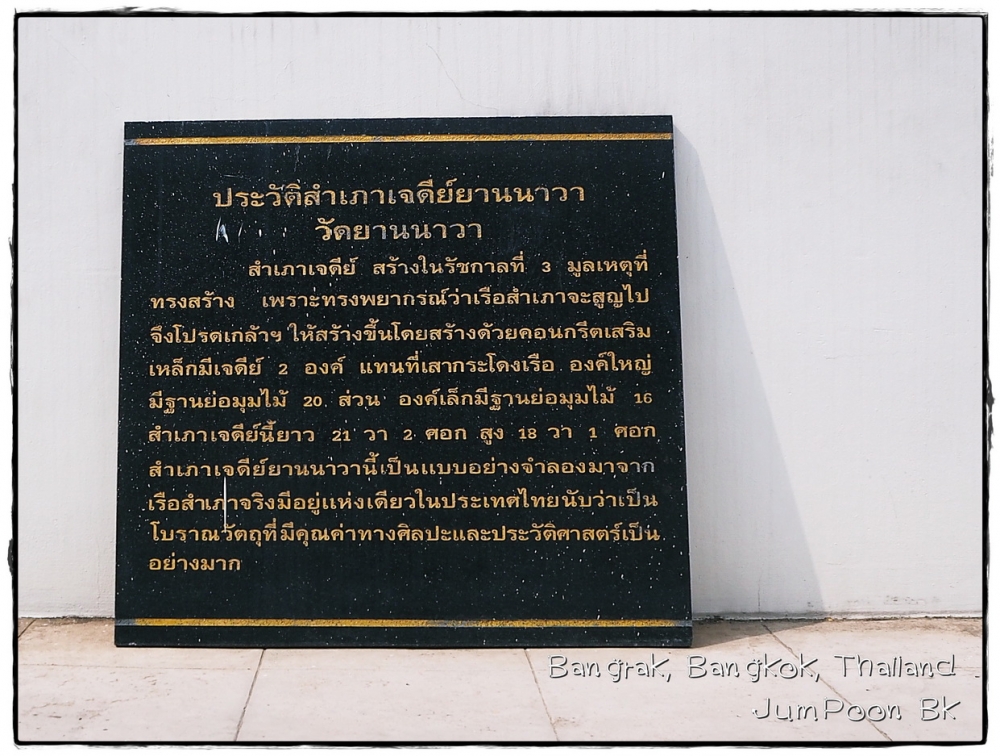 ประวัติสำเภาเจดีย์ยานนาวา
วัดยานนาวา
สำเภาเจดีย์ สร้างในรัชกาลที่ 3 มูลเหตุที่
ทรงสร้าง เพราะทรงพยากรณ์ว่าเรือสำเภาจะสูญไป
จึงโปรดเกล้าฯ ให้สร้างขึ้นโดยสร้างด้วยคอนกรีตเสริม
เหล็กมีเจดีย์ 2 องค์ แทนที่เสากระโดงเรือ องค์ใหญ่
มีฐานย่อมุมไม้ 20 ส่วน องค์เล็กมีฐานย่อมุมไม้ 16
สำเภาเจดีย์นี้ยาว 21 วา 2 ศอก สูง 18 วา 1 ศอก
สำเภาเจดีย์ยานนาวานี้เป็นแบบอย่างจำลองมาจาก
เรือสำเภาจริงมีอยู่แห่งเดียวในประเทศไทยนับว่าเป็น
โบราณวัตถุที่มีคุณค่าทางศิลปะและประวัติศาสตร์เป็น
อย่างมาก
Bangrak, Bangkok, Thailand
JumPoon BK